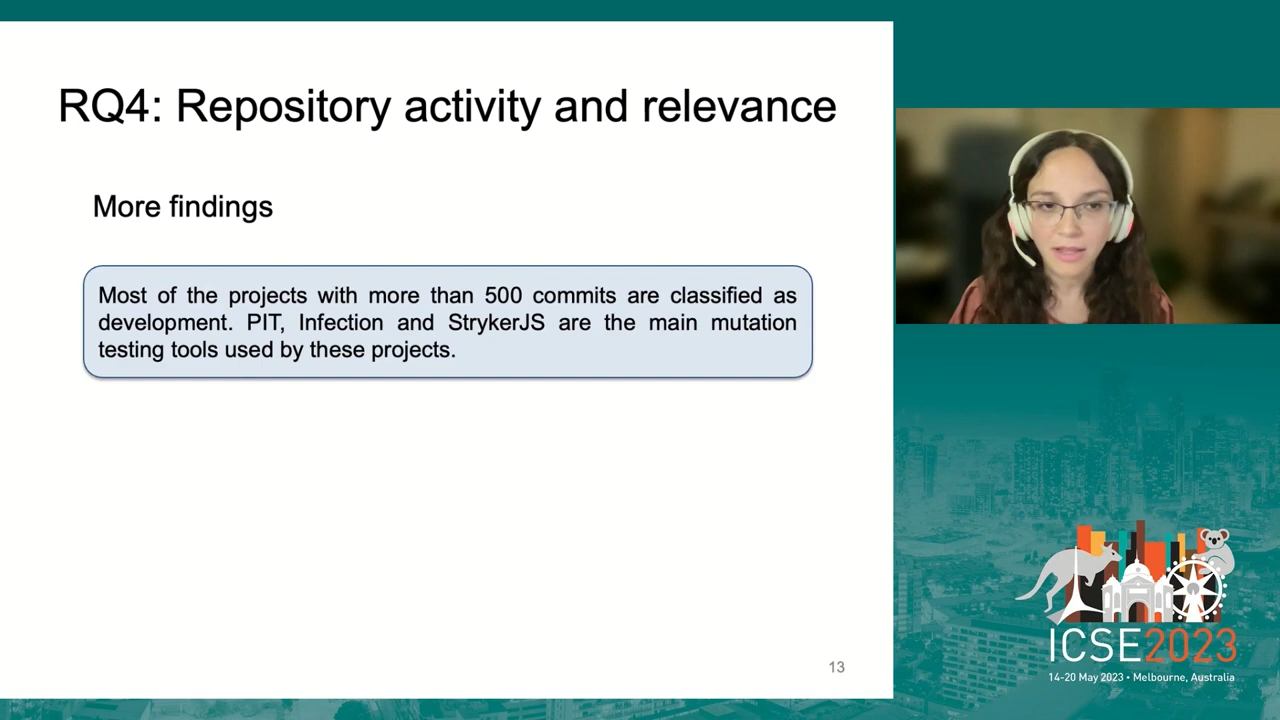 RQ4: Repository activity and relevance
More findings
Most of the projects with more than 500 commits are classified as
development. PIT, Infection and StrykerJS are the main mutation
testing tools used by these projects.
13
ICSE2023
14-20 May 2023 • Melbourne, Australia